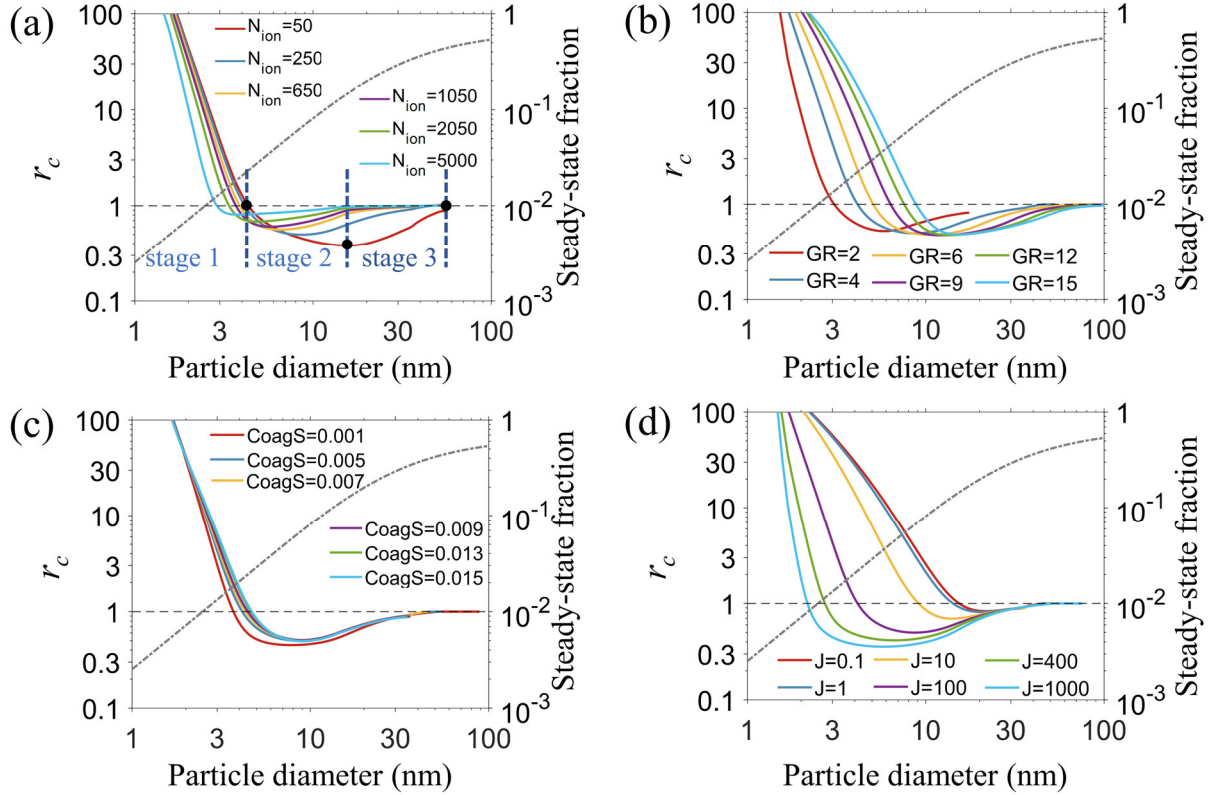 (a)
100
30
10
3
1
0.3
0.1
r_c
N_ion=50
N_ion=250
N_ion=650
N_ion=1050
N_ion=2050
N_ion=5000
stage 1
stage 2
stage 3
1
10^-1
10^-2
10^-3
Steady-state fraction
1
3
10
30
100
Particle diameter (nm)
(b)
100
30
10
3
1
0.3
0.1
r_c
GR=2
GR=6
GR=12
GR=4
GR=9
GR=15
1
10^-1
10^-2
10^-3
Steady-state fraction
1
3
10
30
100
Particle diameter (nm)
(c)
100
30
10
3
1
0.3
0.1
r_c
CoagS=0.001
CoagS=0.005
CoagS=0.007
CoagS=0.009
CoagS=0.013
CoagS=0.015
1
10^-1
10^-2
10^-3
Steady-state fraction
1
3
10
30
100
Particle diameter (nm)
(d)
100
30
10
3
1
0.3
0.1
r_c
J=0.1
J=10
J=400
J=1
J=100
J=1000
1
10^-1
10^-2
10^-3
Steady-state fraction
1
3
10
30
100
Particle diameter (nm)